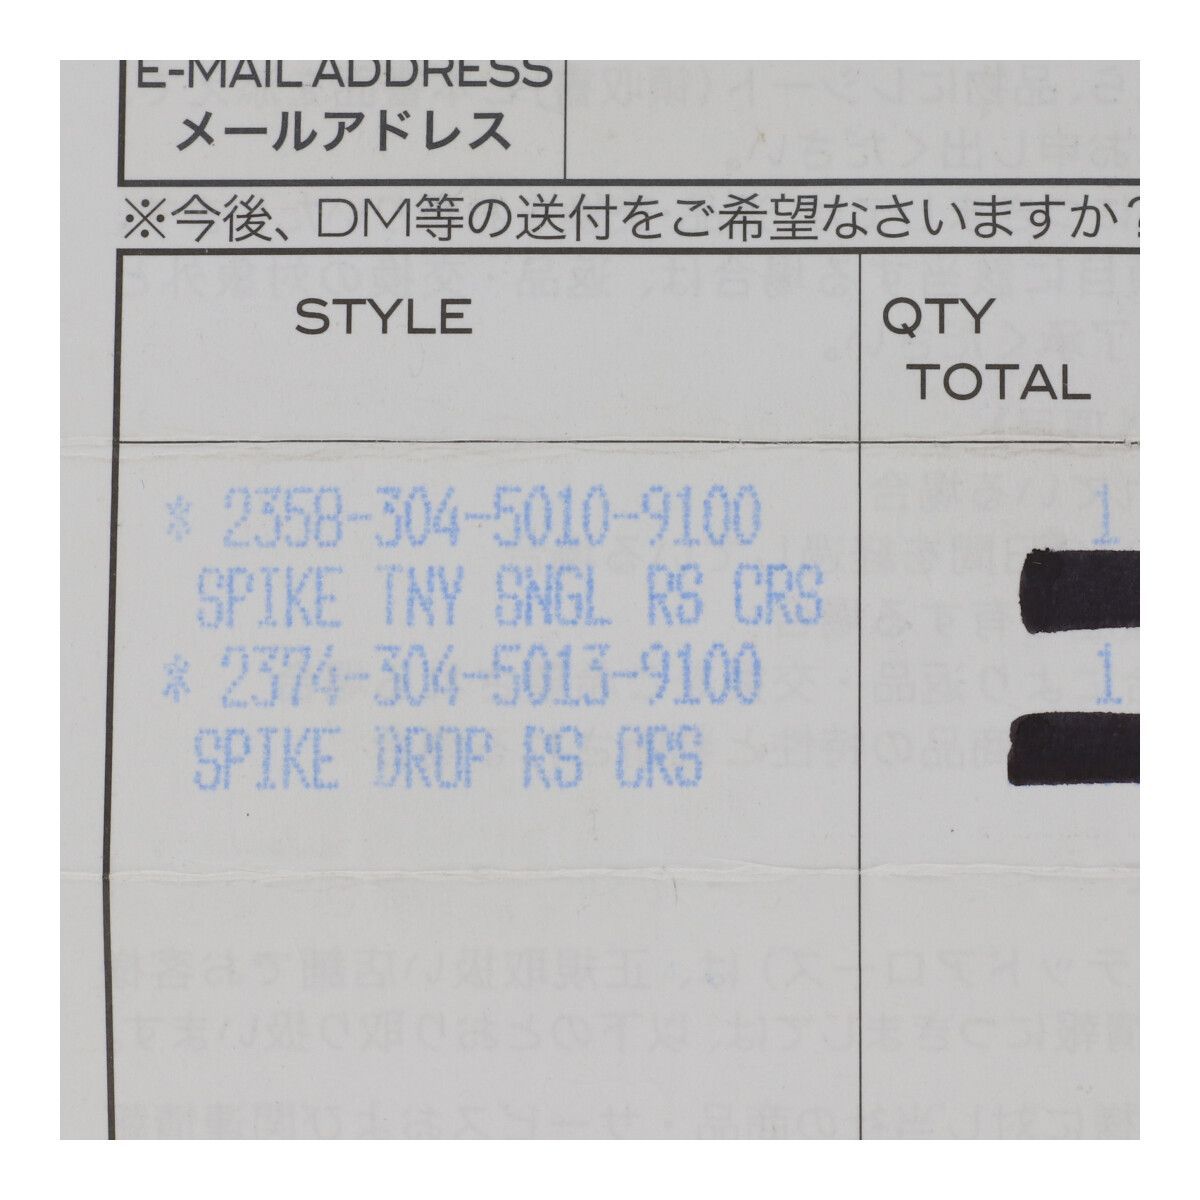 E-MAIL ADDRESS
メールアドレス
※今後、DM等の送付をご希望なさいますか?
STYLE
QTY
TOTAL
* 2358-304-5010-9100 1
SPIKE TNY SNGL RS CRS
* 2374-304-5013-9100 1
SPIKE DROP RS CRS